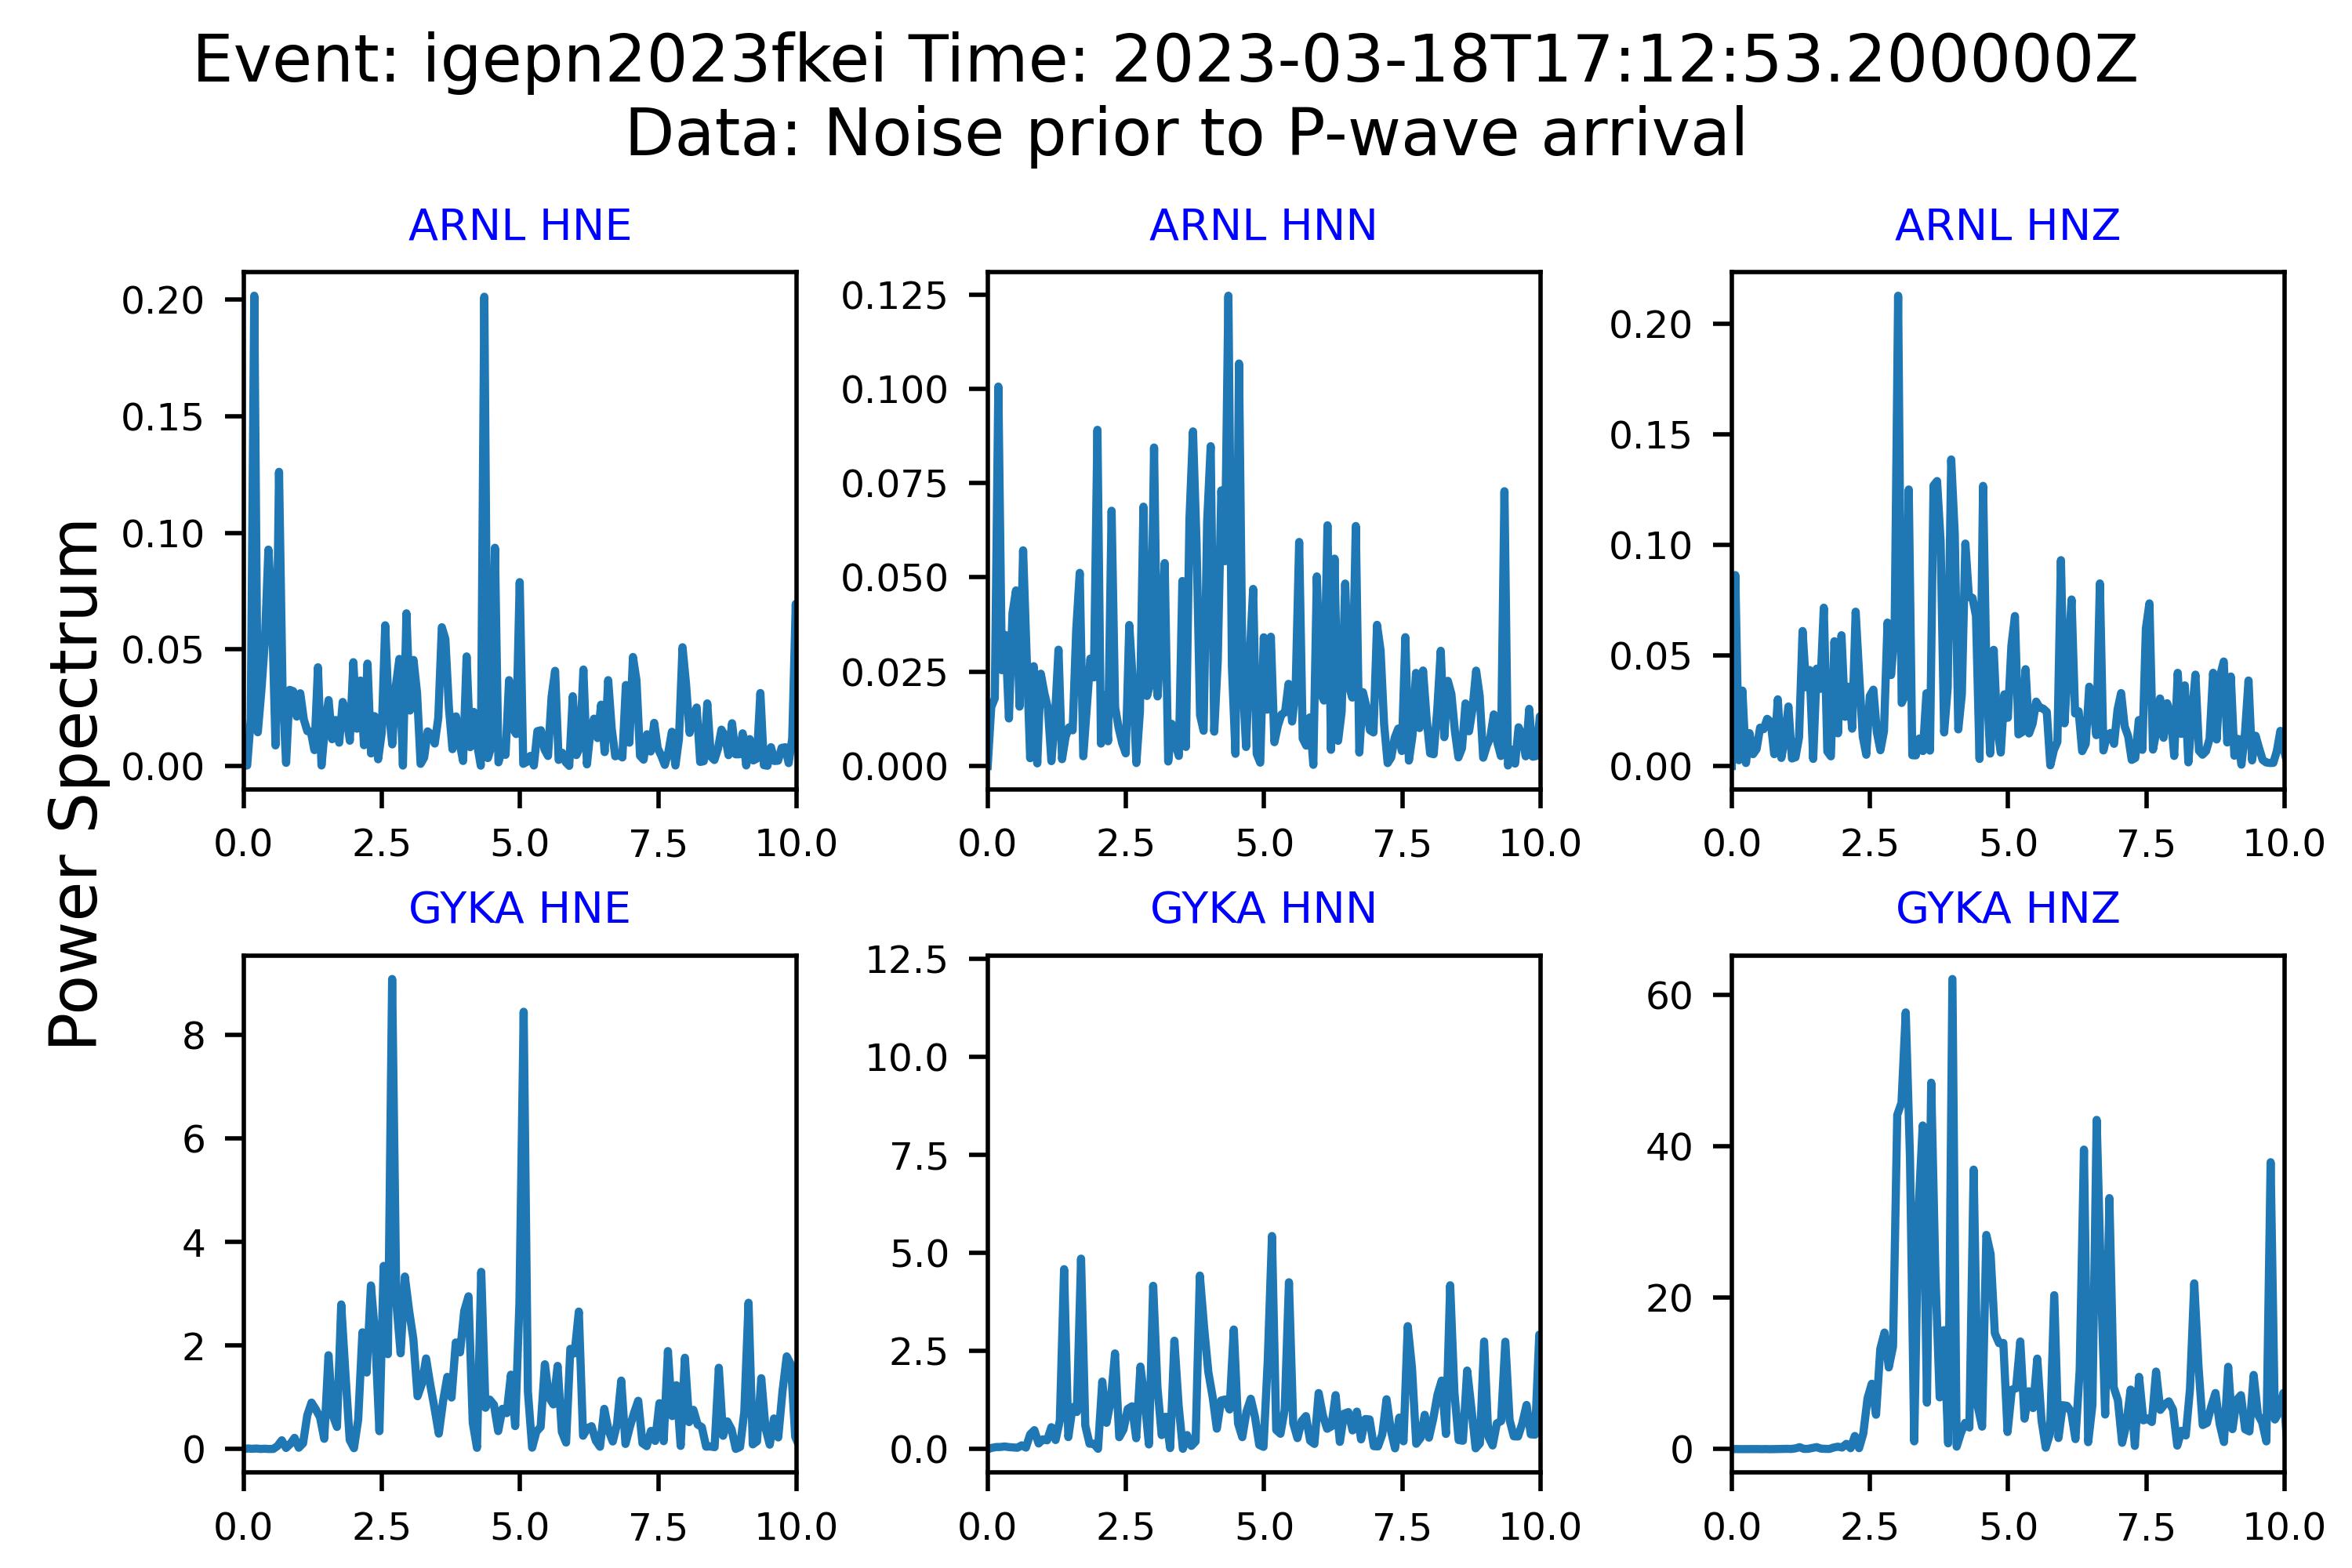 Event: igepn2023fkei Time: 2023-03-18T17:12:53.200000Z
Data: Noise prior to P-wave arrival
Power Spectrum
ARNL HNE
0.20
0.15
0.10
0.05
0.00
0.0 2.5 5.0 7.5 10.0
ARNL HNN
0.125
0.100
0.075
0.050
0.025
0.000
0.0 2.5 5.0 7.5 10.0
ARNL HNZ
0.20
0.15
0.10
0.05
0.00
0.0 2.5 5.0 7.5 10.0
GYKA HNE
8
6
4
2
0
0.0 2.5 5.0 7.5 10.0
GYKA HNN
12.5
10.0
7.5
5.0
2.5
0.0
0.0 2.5 5.0 7.5 10.0
GYKA HNZ
60
40
20
0
0.0 2.5 5.0 7.5 10.0